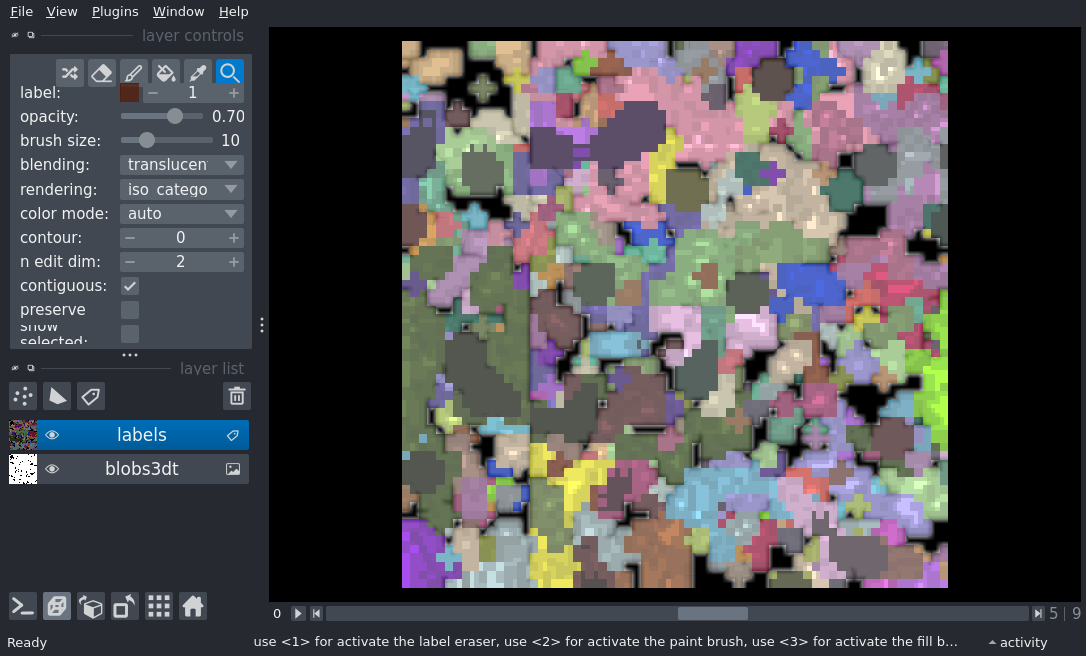 File View Plugins Window Help
layer controls
label: 1
opacity: 0.70
brush size: 10
blending: translucen
rendering: iso_catego
color mode: auto
contour: 0
n edit dim: 2
contiguous:
preserve
show
selected:
layer list
labels
blobs3dt
0 5 | 9
Ready use <1> for activate the label eraser, use <2> for activate the paint brush, use <3> for activate the fill b... activity